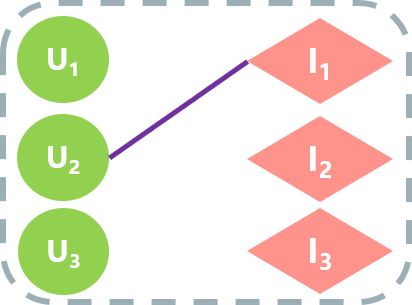 U₁ I₁
U₂ I₂
U₃ I₃